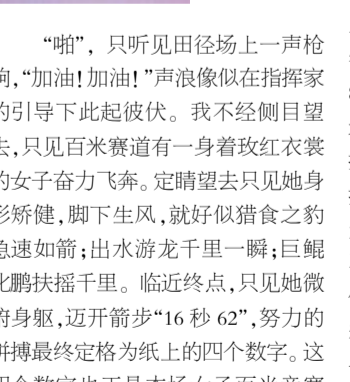 “啪”，只听见田径场上一声枪
响，“加油！加油！”声浪像似在指挥家
的引导下此起彼伏。我不经侧目望
去，只见百米赛道有一身着玫红衣裳
的女子奋力飞奔。定睛望去只见她身
形矫健，脚下生风，就好似猎食之豹
急速如箭；出水游龙千里一瞬；巨鲲
化鹏扶摇千里。临近终点，只见她微
俯身躯，迈开箭步“16 秒 62”，努力的
拼搏最终定格为纸上的四个数字。这